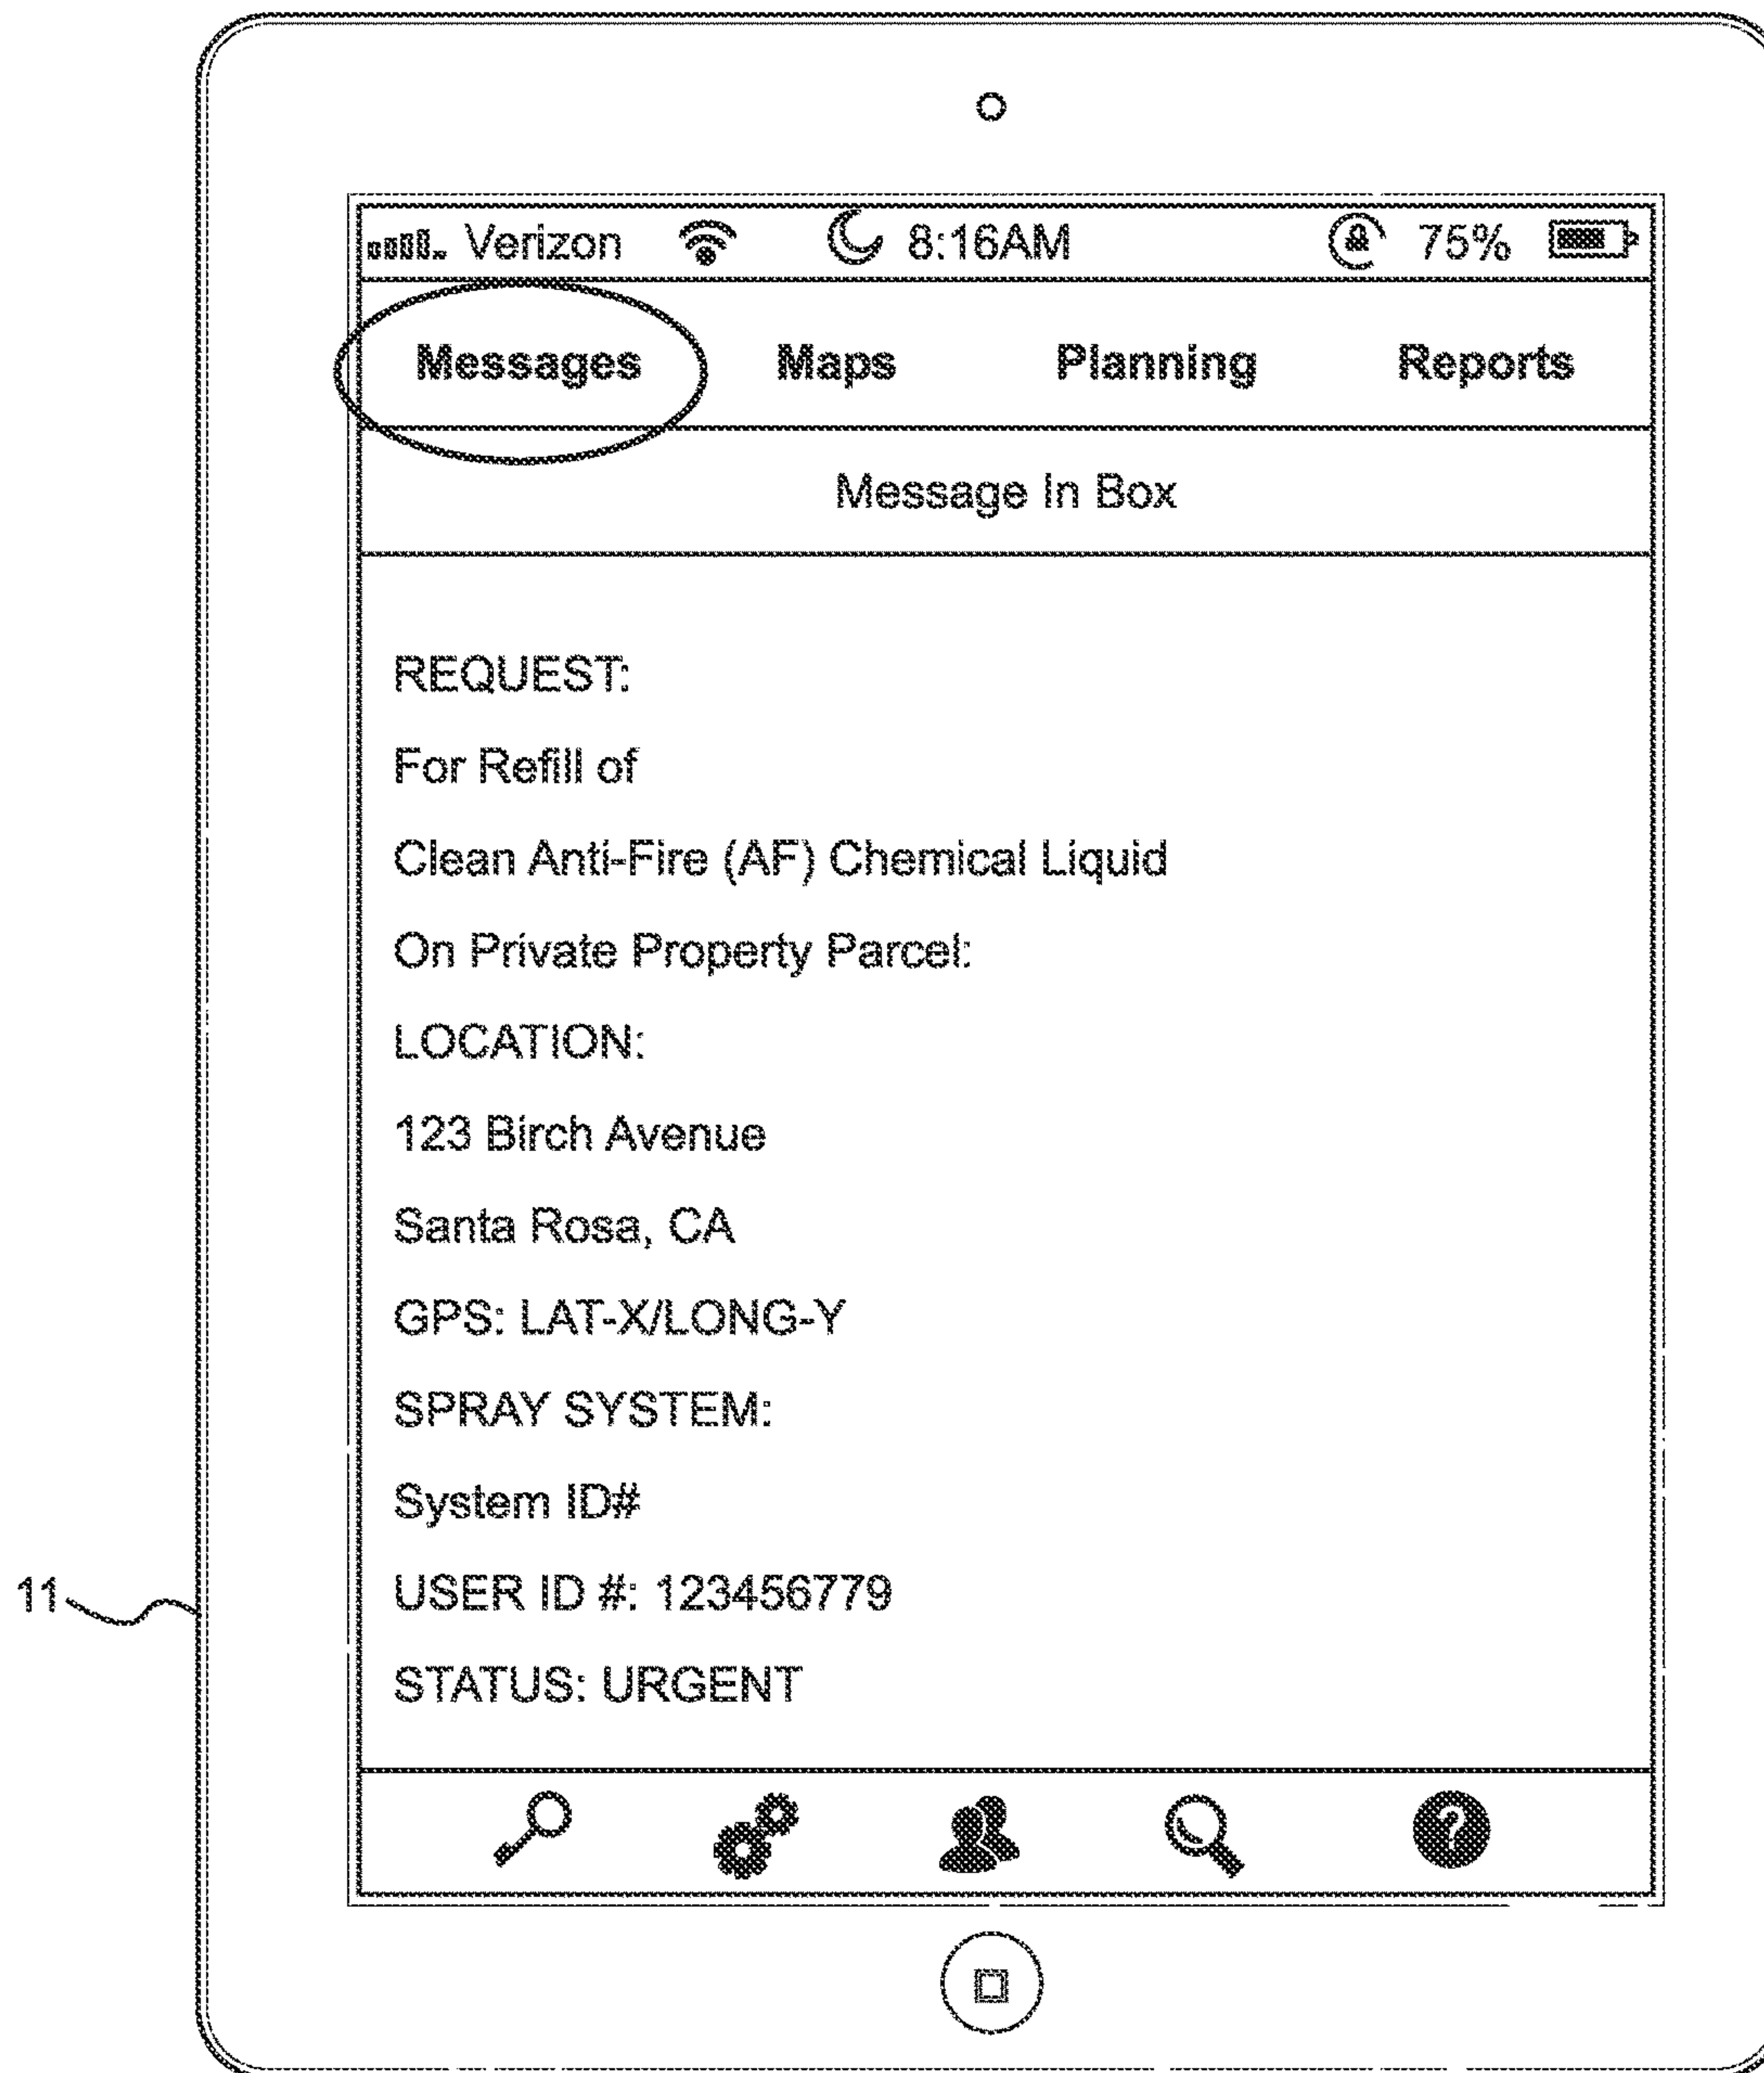 Verizon 8:16AM 75%
Messages Maps Planning Reports
Message In Box
REQUEST:
For Refill of
Clean Anti-Fire (AF) Chemical Liquid
On Private Property Parcel:
LOCATION:
123 Birch Avenue
Santa Rosa, CA
GPS: LAT-X/LONG-Y
SPRAY SYSTEM:
System ID#
USER ID #: 123456779
11
STATUS: URGENT
?